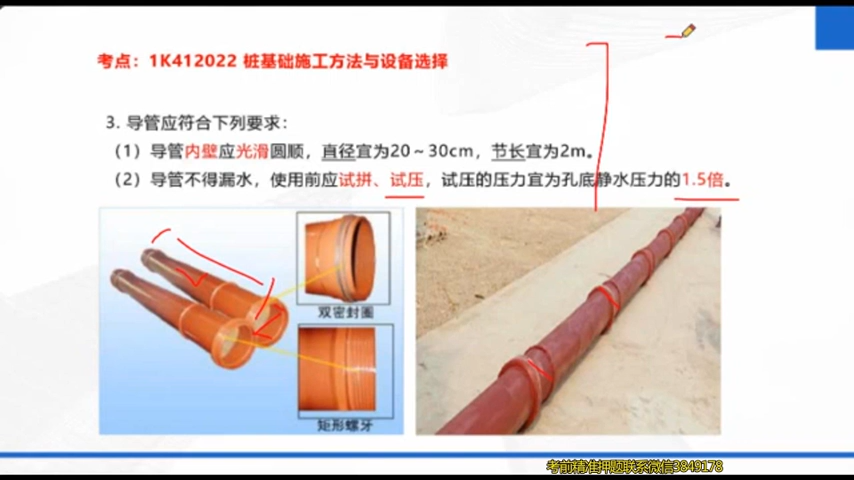 考点：1K412022 桩基础施工方法与设备选择
3. 导管应符合下列要求：
（1）导管内壁应光滑圆顺，直径宜为20～30cm，节长宜为2m。
（2）导管不得漏水，使用前应试拼、试压，试压的压力宜为孔底静水压力的1.5倍。
双密封圈
矩形螺牙
考前精准押题联系微信3849178